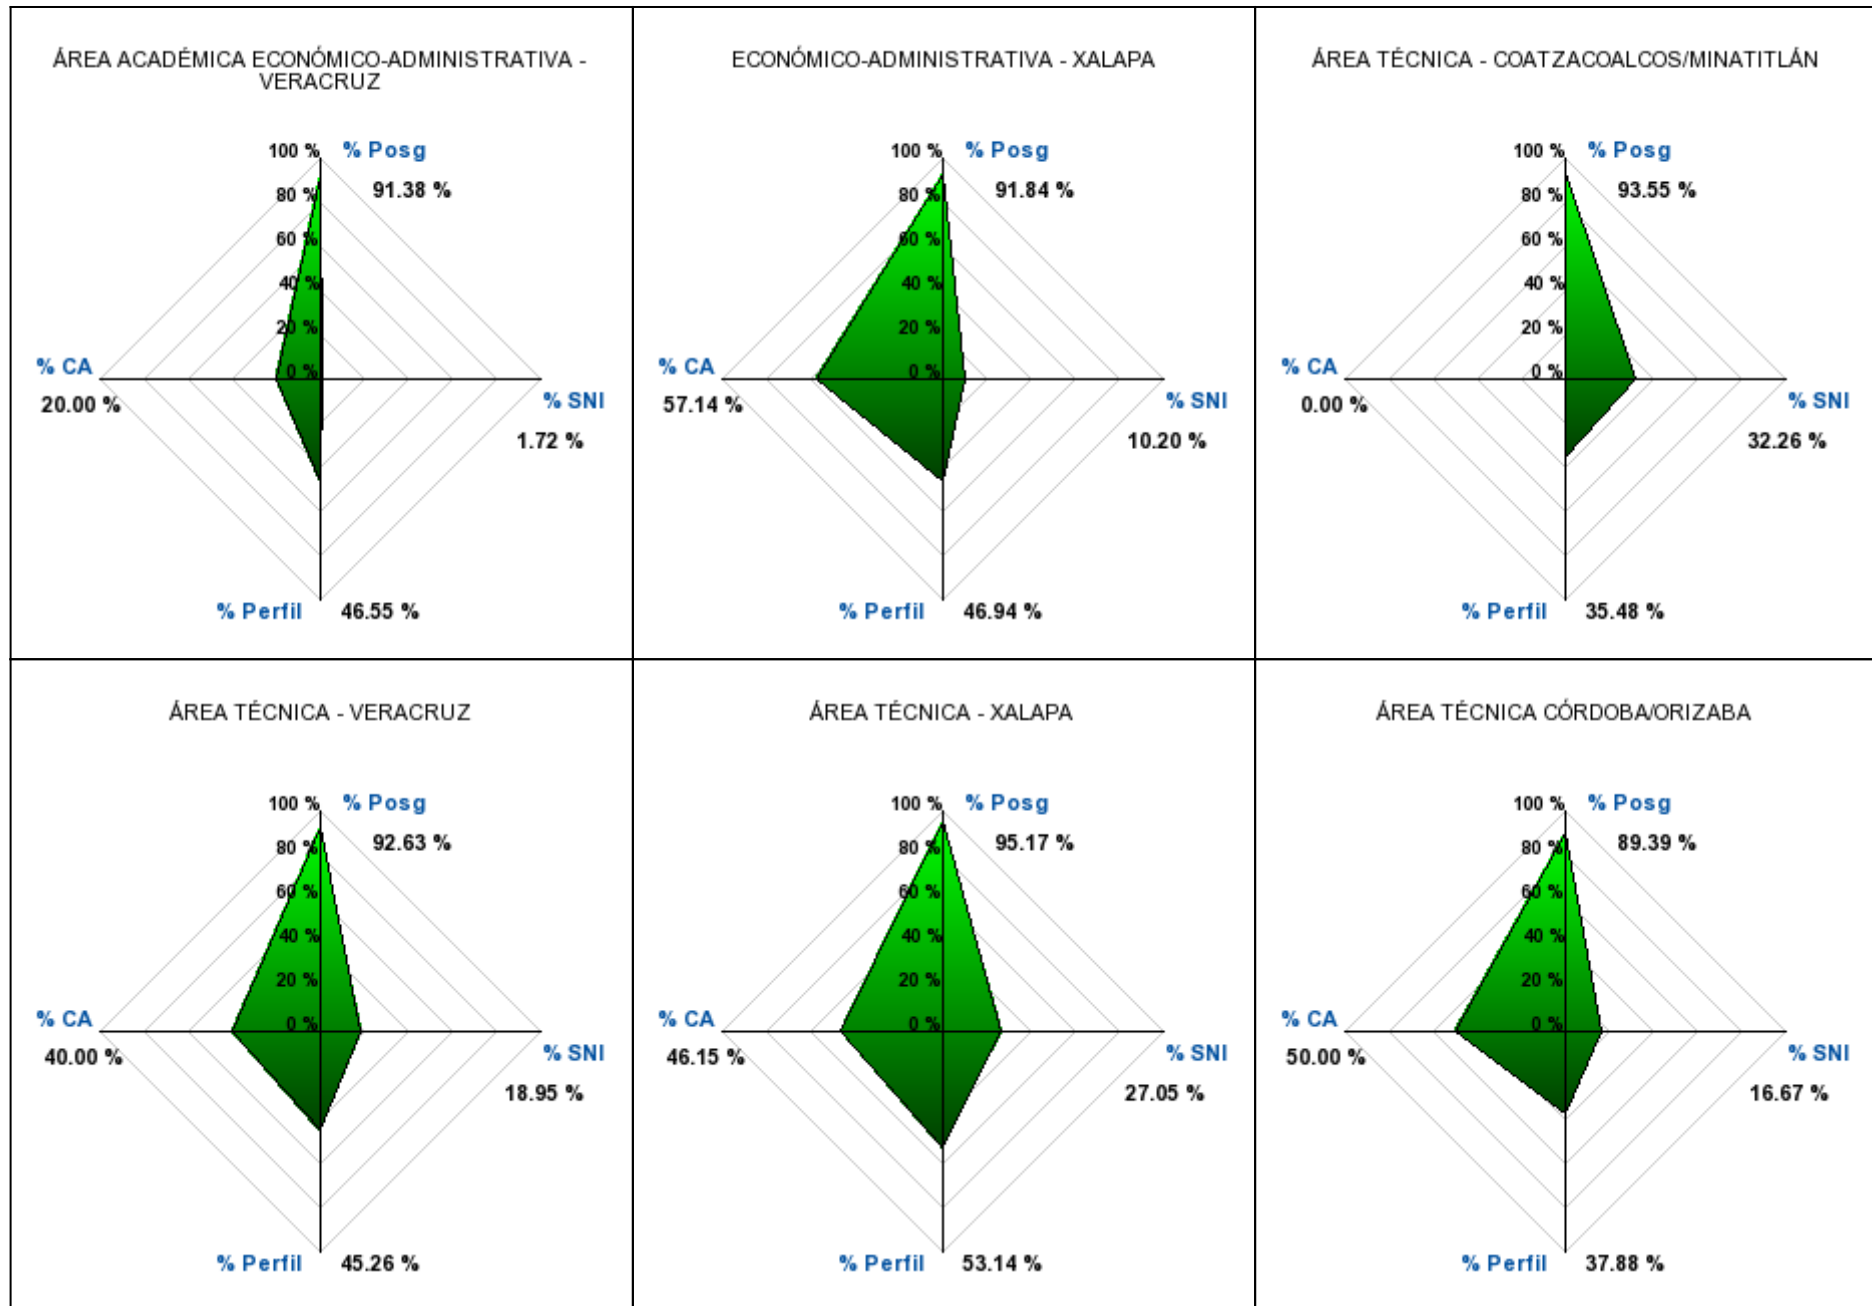 ÁREA ACADÉMICA ECONÓMICO-ADMINISTRATIVA -
VERACRUZ
100 %
% Posg
91.38 %
80 %
60 %
40 %
20 %
0 %
% CA
20.00 %
% SNI
1.72 %
% Perfil
46.55 %
ECONÓMICO-ADMINISTRATIVA - XALAPA
100 %
% Posg
91.84 %
80 %
60 %
40 %
20 %
0 %
% CA
57.14 %
% SNI
10.20 %
% Perfil
46.94 %
ÁREA TÉCNICA - COATZACOALCOS/MINATITLÁN
100 %
% Posg
93.55 %
80 %
60 %
40 %
20 %
0 %
% CA
0.00 %
% SNI
32.26 %
% Perfil
35.48 %
ÁREA TÉCNICA - VERACRUZ
100 %
% Posg
92.63 %
80 %
60 %
40 %
20 %
0 %
% CA
40.00 %
% SNI
18.95 %
% Perfil
45.26 %
ÁREA TÉCNICA - XALAPA
100 %
% Posg
95.17 %
80 %
60 %
40 %
20 %
0 %
% CA
46.15 %
% SNI
27.05 %
% Perfil
53.14 %
ÁREA TÉCNICA CÓRDOBA/ORIZABA
100 %
% Posg
89.39 %
80 %
60 %
40 %
20 %
0 %
% CA
50.00 %
% SNI
16.67 %
% Perfil
37.88 %